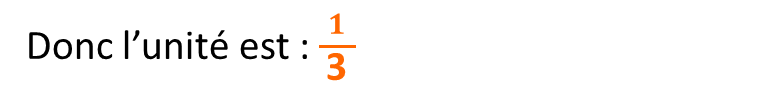 Donc l’unité est : 1/3